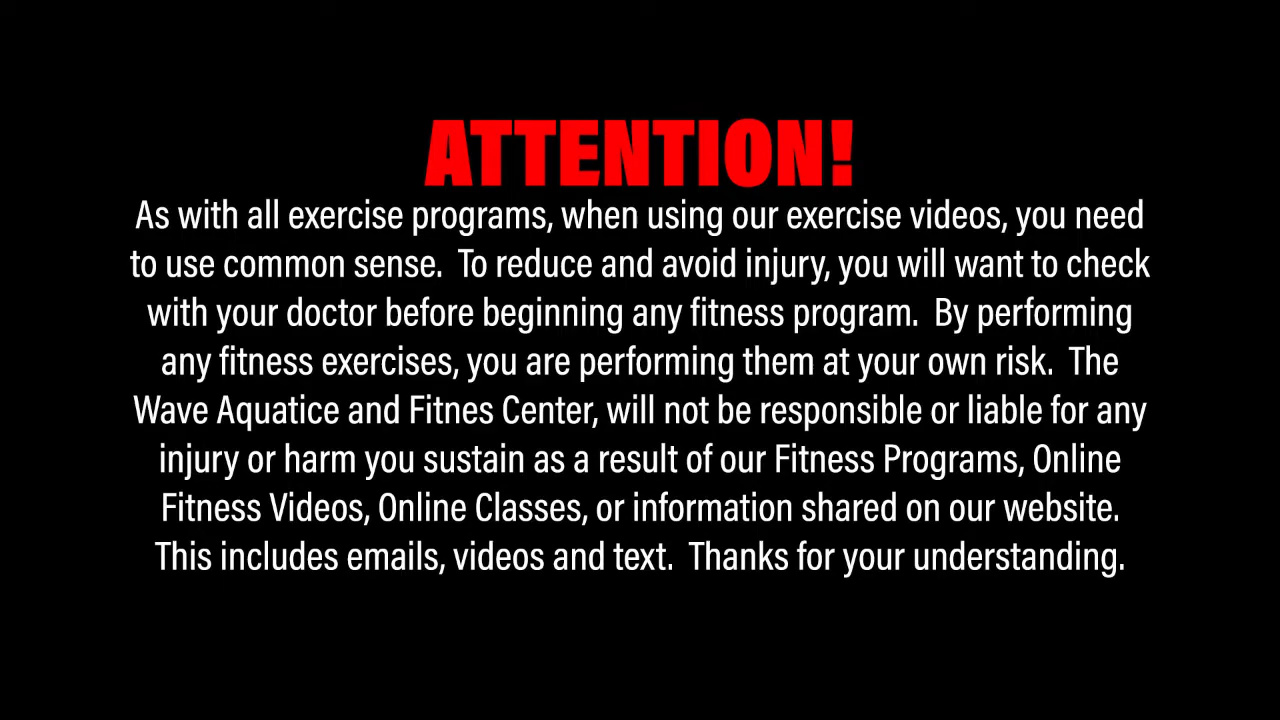 ATTENTION!
As with all exercise programs, when using our exercise videos, you need
to use common sense.  To reduce and avoid injury, you will want to check
with your doctor before beginning any fitness program.  By performing
any fitness exercises, you are performing them at your own risk.  The
Wave Aquatice and Fitnes Center, will not be responsible or liable for any
injury or harm you sustain as a result of our Fitness Programs, Online
Fitness Videos, Online Classes, or information shared on our website.
This includes emails, videos and text.  Thanks for your understanding.